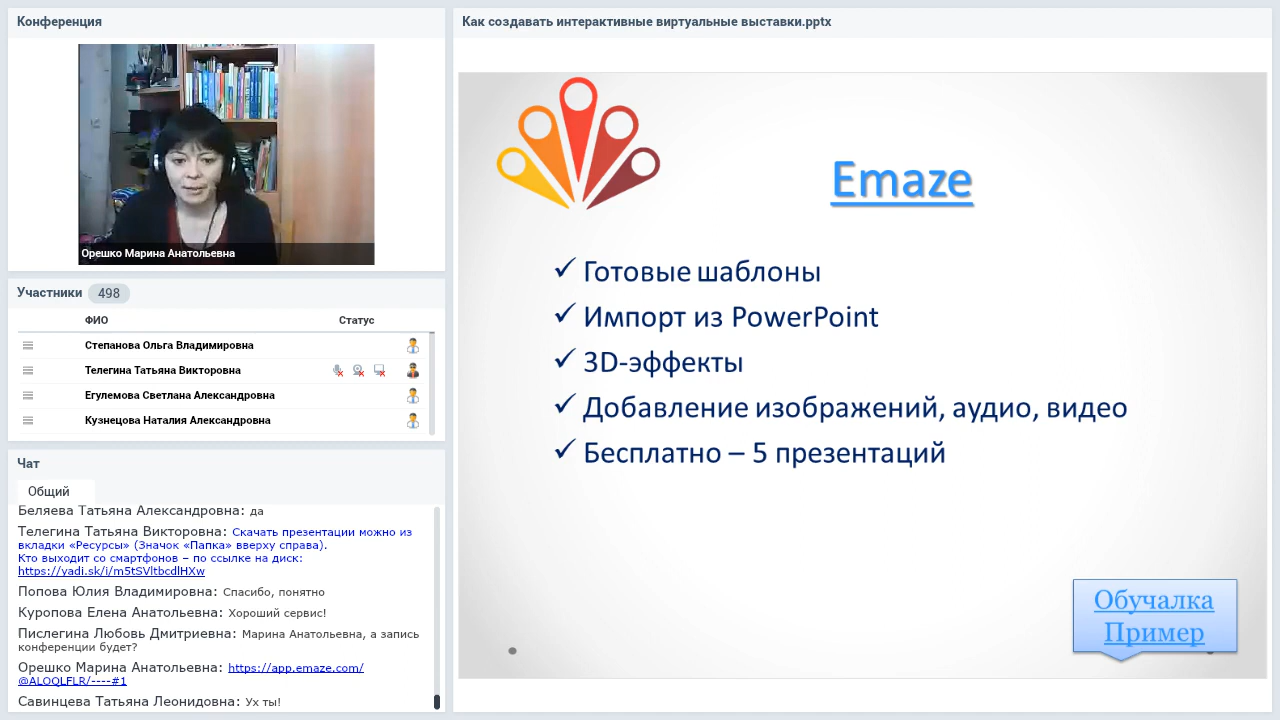 Конференция
Орешко Марина Анатольевна
Участники 498
ФИО Статус
Степанова Ольга Владимировна
Телегина Татьяна Викторовна
Егулемова Светлана Александровна
Кузнецова Наталия Александровна
Чат
Общий
Беляева Татьяна Александровна: да
Телегина Татьяна Викторовна: Скачать презентации можно из
вкладки «Ресурсы» (Значок «Папка» вверху справа).
Кто выходит со смартфонов – по ссылке на диск:
https://yadi.sk/i/m5tSVltbcdlHXw
Попова Юлия Владимировна: Спасибо, понятно
Куропова Елена Анатольевна: Хороший сервис!
Пислегина Любовь Дмитриевна: Марина Анатольевна, а запись
конференции будет?
Орешко Марина Анатольевна: https://app.emaze.com/
@ALOQLFLR/----#1
Савинцева Татьяна Леонидовна: Ух ты!
Как создавать интерактивные виртуальные выставки.pptx
Emaze
✓ Готовые шаблоны
✓ Импорт из PowerPoint
✓ 3D-эффекты
✓ Добавление изображений, аудио, видео
✓ Бесплатно – 5 презентаций
Обучалка
Пример